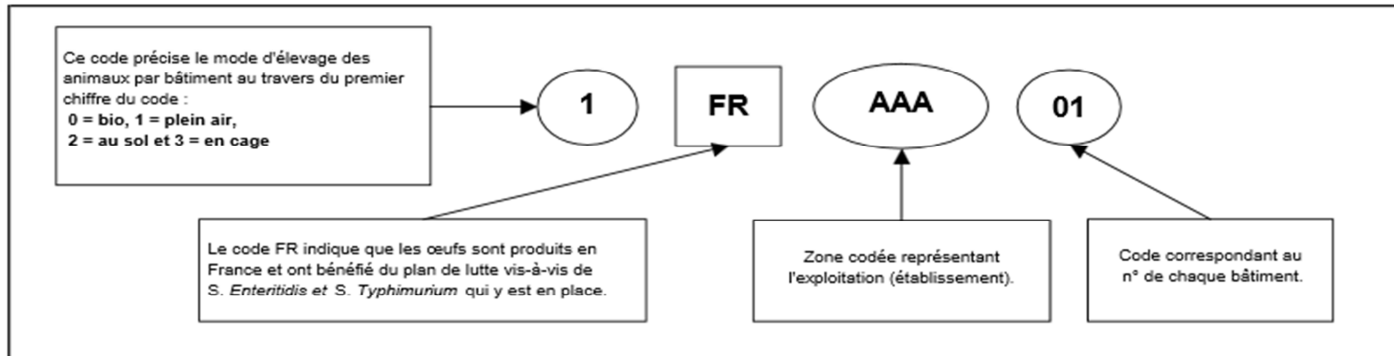 Ce code précise le mode d'élevage des
animaux par bâtiment au travers du premier
chiffre du code :
0 = bio, 1 = plein air,
2 = au sol et 3 = en cage
1 FR AAA 01
Le code FR indique que les œufs sont produits en
France et ont bénéfié du plan de lutte vis-à-vis de
S. Enteritidis et S. Typhimurium qui y est en place.
Zone codée représentant
l'exploitation (établissement).
Code correspondant au
n° de chaque bâtiment.